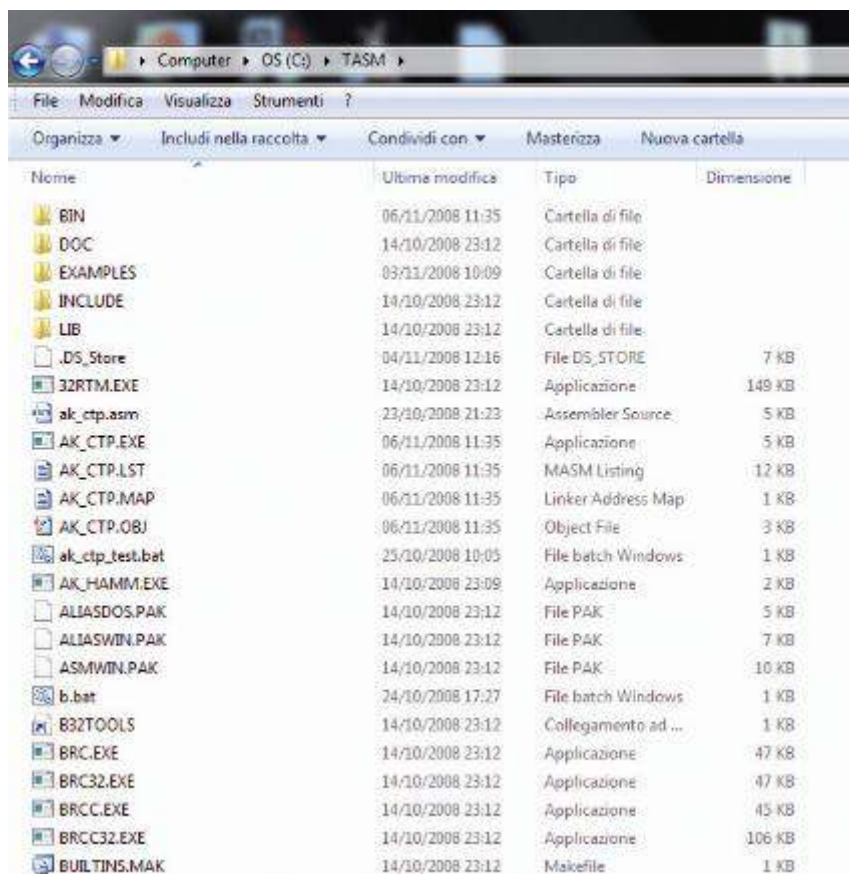 Computer OS (C:) TASM
File Modifica Visualizza Strumenti ?
Organizza Includi nella raccolta Condividi con Masterizza Nuova cartella
Nome Ultima modifica Tipo Dimensione
BIN 06/11/2008 11:35 Cartella di file
DOC 14/10/2008 23:12 Cartella di file
EXAMPLES 03/11/2008 10:09 Cartella di file
INCLUDE 14/10/2008 23:12 Cartella di file
LIB 14/10/2008 23:12 Cartella di file
.DS_Store 04/11/2008 12:16 File DS_STORE 7 KB
32RTM.EXE 14/10/2008 23:12 Applicazione 149 KB
ak_ctp.asm 23/10/2008 21:23 Assembler Source 5 KB
AK_CTP.EXE 06/11/2008 11:35 Applicazione 5 KB
AK_CTP.LST 06/11/2008 11:35 MASM Listing 12 KB
AK_CTP.MAP 06/11/2008 11:35 Linker Address Map 1 KB
AK_CTP.OBJ 06/11/2008 11:35 Object File 3 KB
ak_ctp_test.bat 25/10/2008 10:05 File batch Windows 1 KB
AK_HAMM.EXE 14/10/2008 23:09 Applicazione 2 KB
ALIASDOS.PAK 14/10/2008 23:12 File PAK 5 KB
ALIASWIN.PAK 14/10/2008 23:12 File PAK 7 KB
ASMWIN.PAK 14/10/2008 23:12 File PAK 10 KB
b.bat 24/10/2008 17:27 File batch Windows 1 KB
B32TOOLS 14/10/2008 23:12 Collegamento ad ... 1 KB
BRC.EXE 14/10/2008 23:12 Applicazione 47 KB
BRC32.EXE 14/10/2008 23:12 Applicazione 47 KB
BRCC.EXE 14/10/2008 23:12 Applicazione 45 KB
BRCC32.EXE 14/10/2008 23:12 Applicazione 106 KB
BUILTINS.MAK 14/10/2008 23:12 Makefile 1 KB